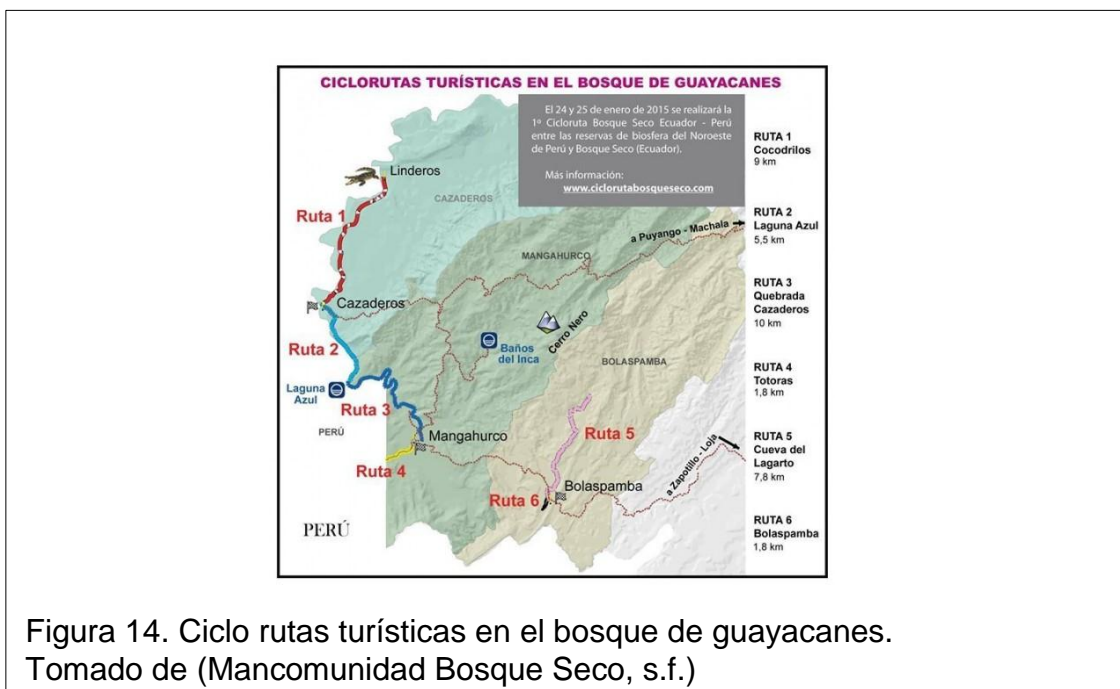 CICLORUTAS TURÍSTICAS EN EL BOSQUE DE GUAYACANES
El 24 y 25 de enero de 2015 se realizará la
1º Cicloruta Bosque Seco Ecuador - Perú
entre las reservas de biosfera del Noroeste
de Perú y Bosque Seco (Ecuador).
Más información:
www.ciclorutabosqueseco.com
RUTA 1
Cocodrilos
9 km
RUTA 2
Laguna Azul
5,5 km
RUTA 3
Quebrada
Cazaderos
10 km
RUTA 4
Totoras
1,8 km
RUTA 5
Cueva del
Lagarto
7,8 km
RUTA 6
Bolaspamba
1,8 km
Linderos
CAZADEROS
Ruta 1
a Puyango - Machala
MANGAHURCO
Cazaderos
Ruta 2
Baños
del Inca
Cerro Nero
BOLASPAMBA
Laguna
Azul
Ruta 3
PERÚ
Mangahurco
Ruta 5
Ruta 4
a Zapotillo - Loja
Bolaspamba
Ruta 6
PERÚ
Figura 14. Ciclo rutas turísticas en el bosque de guayacanes.
Tomado de (Mancomunidad Bosque Seco, s.f.)